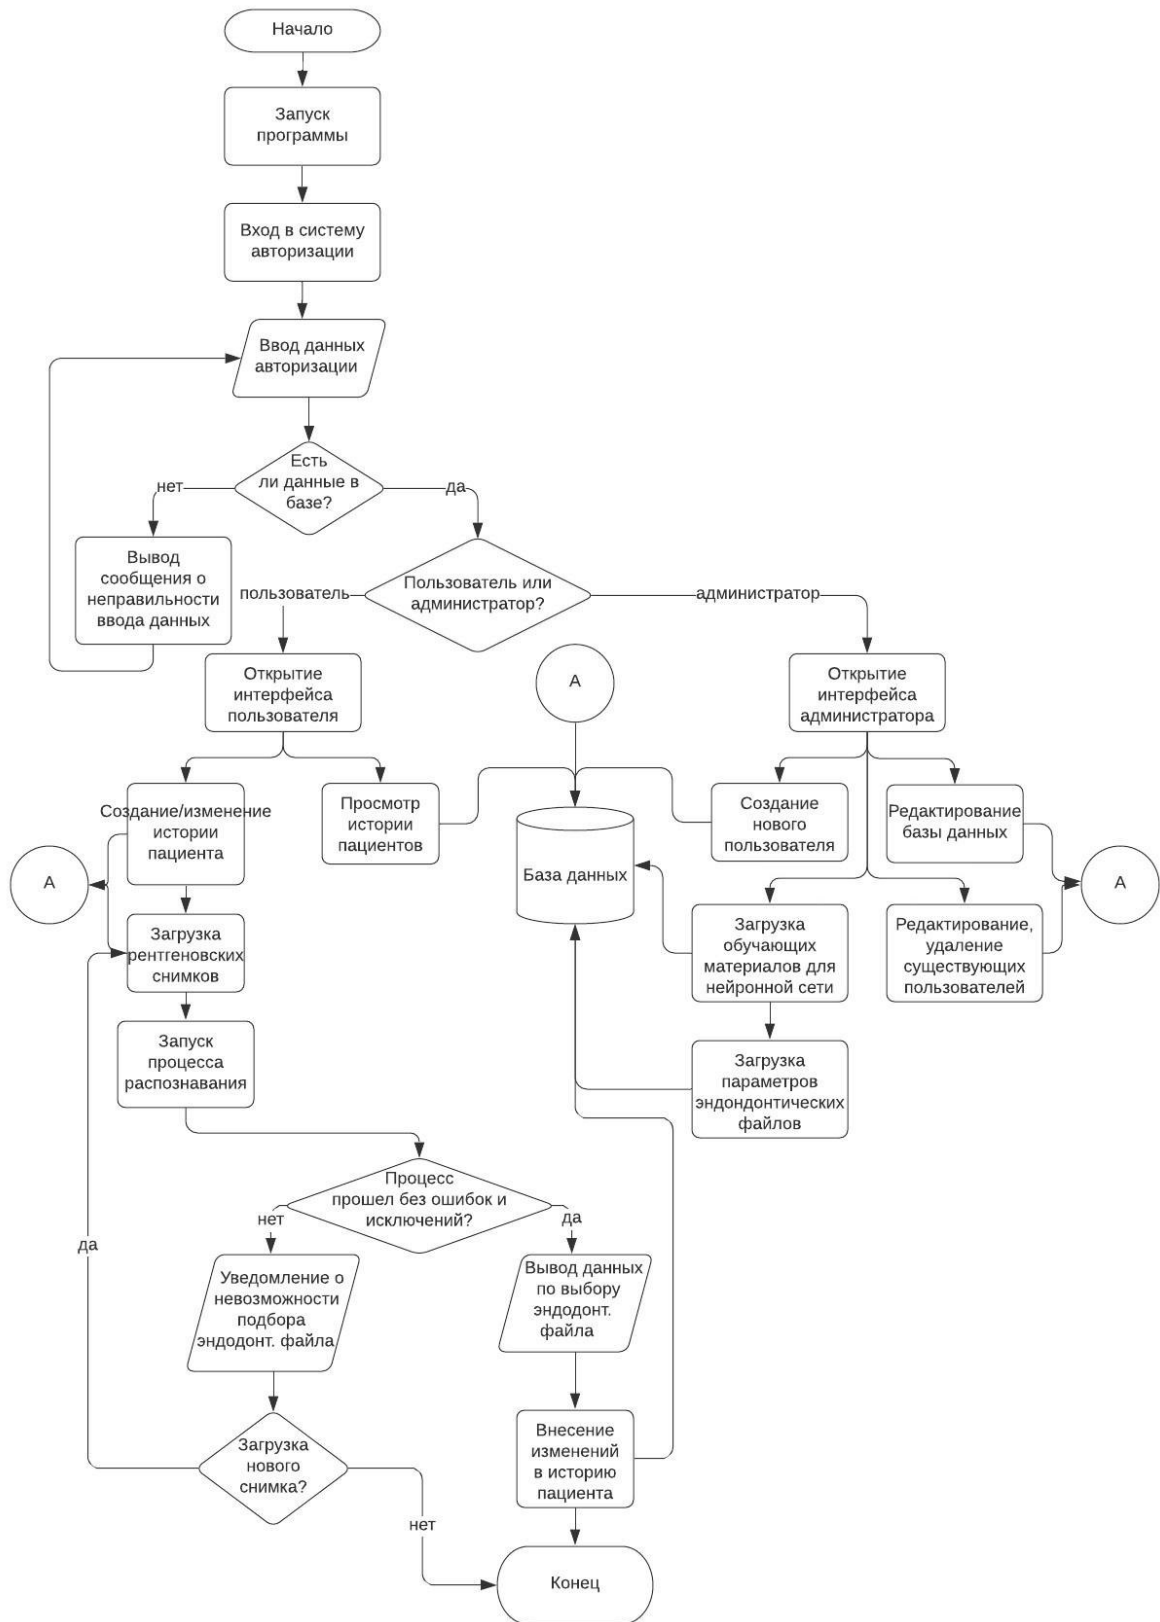 Начало
Запуск
программы
Вход в систему
авторизации
Ввод данных
авторизации
Есть
ли данные в
базе?
нет
да
Вывод
сообщения о
неправильности
ввода данных
Пользователь или
администратор?
пользователь
администратор
Открытие
интерфейса
пользователя
A
Открытие
интерфейса
администратора
Создание/изменение
истории
пациента
Просмотр
истории
пациентов
База данных
Создание
нового
пользователя
Редактирование
базы данных
A
A
Загрузка
рентгеновских
снимков
Загрузка
обучающих
материалов для
нейронной сети
Редактирование,
удаление
существующих
пользователей
Запуск
процесса
распознавания
Загрузка
параметров
эндондонтических
файлов
Процесс
прошел без ошибок и
исключений?
нет
да
да
Уведомление о
невозможности
подбора
эндодонт. файла
Вывод данных
по выбору
эндодонт.
файла
Загрузка
нового
снимка?
Внесение
изменений
в историю
пациента
нет
Конец